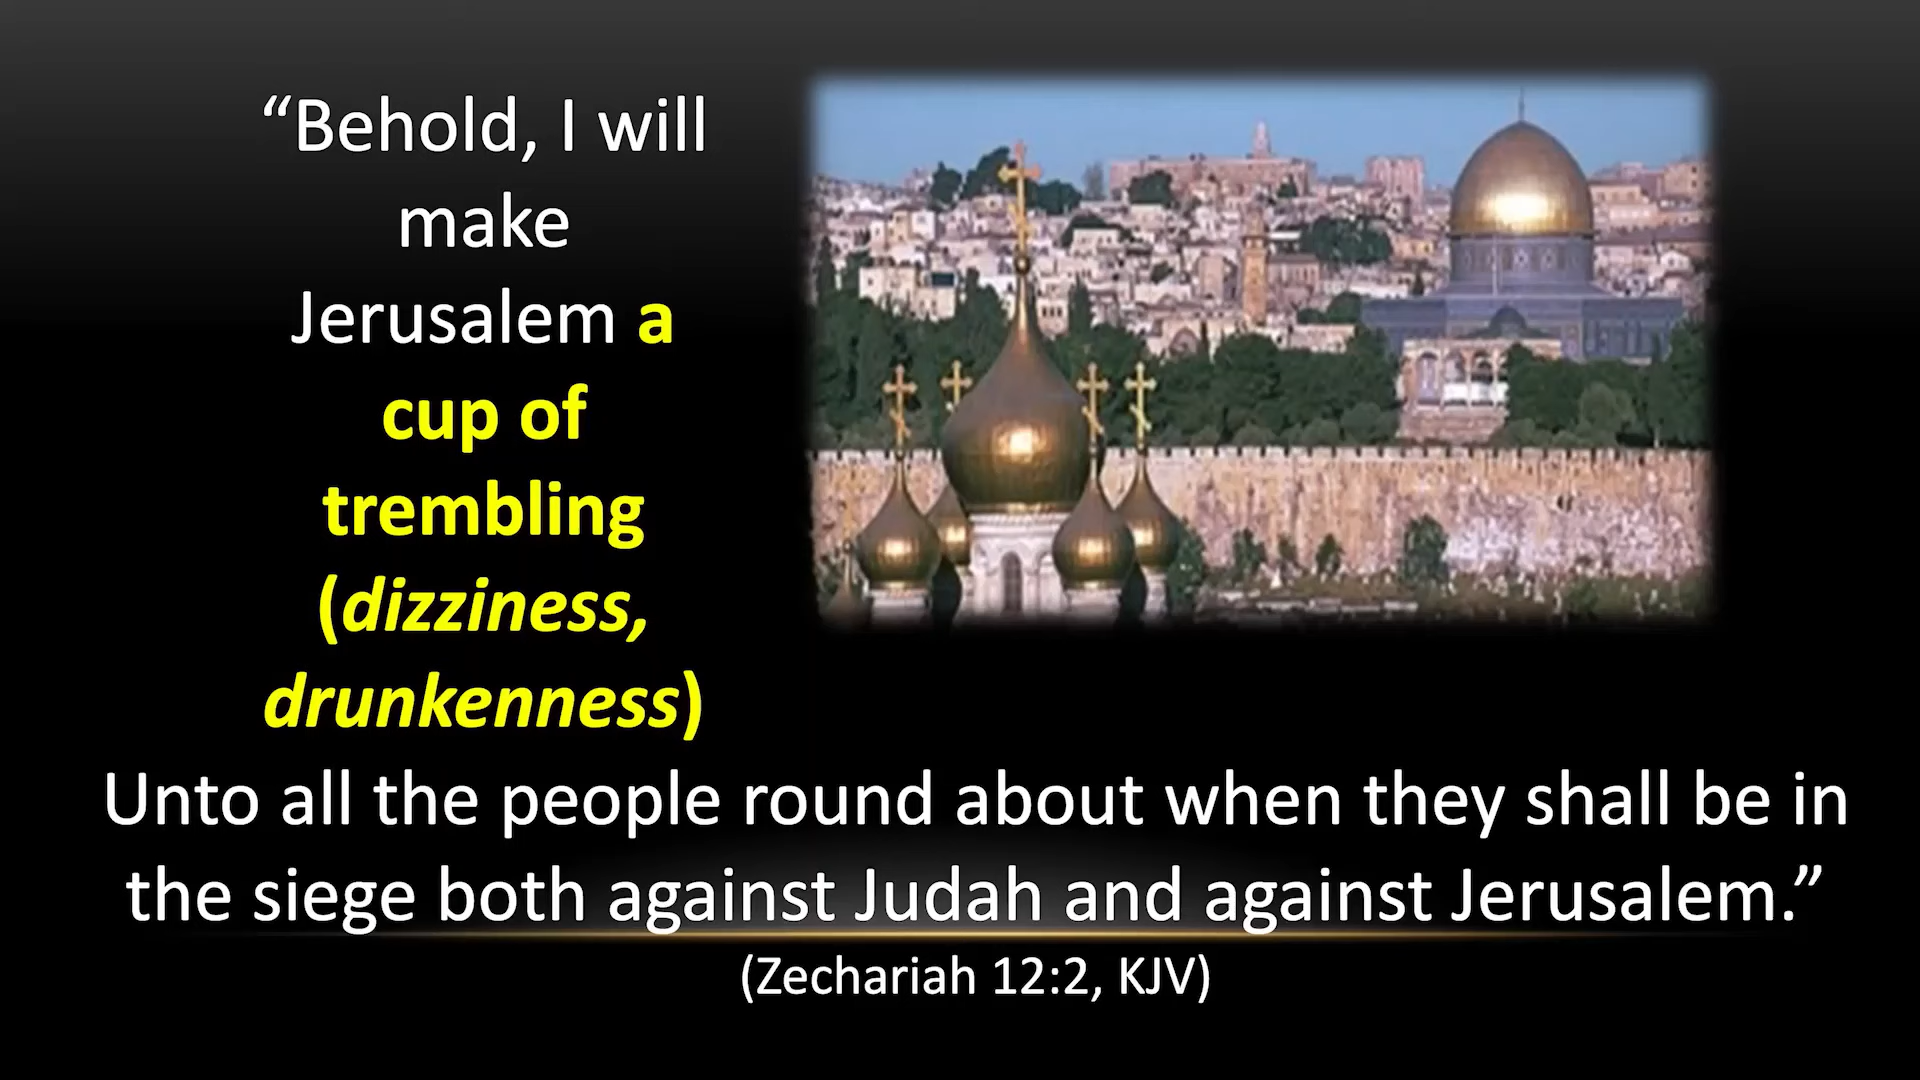 “Behold, I will
make
Jerusalem a
cup of
trembling
(dizziness,
drunkenness)
Unto all the people round about when they shall be in
the siege both against Judah and against Jerusalem.”
(Zechariah 12:2, KJV)